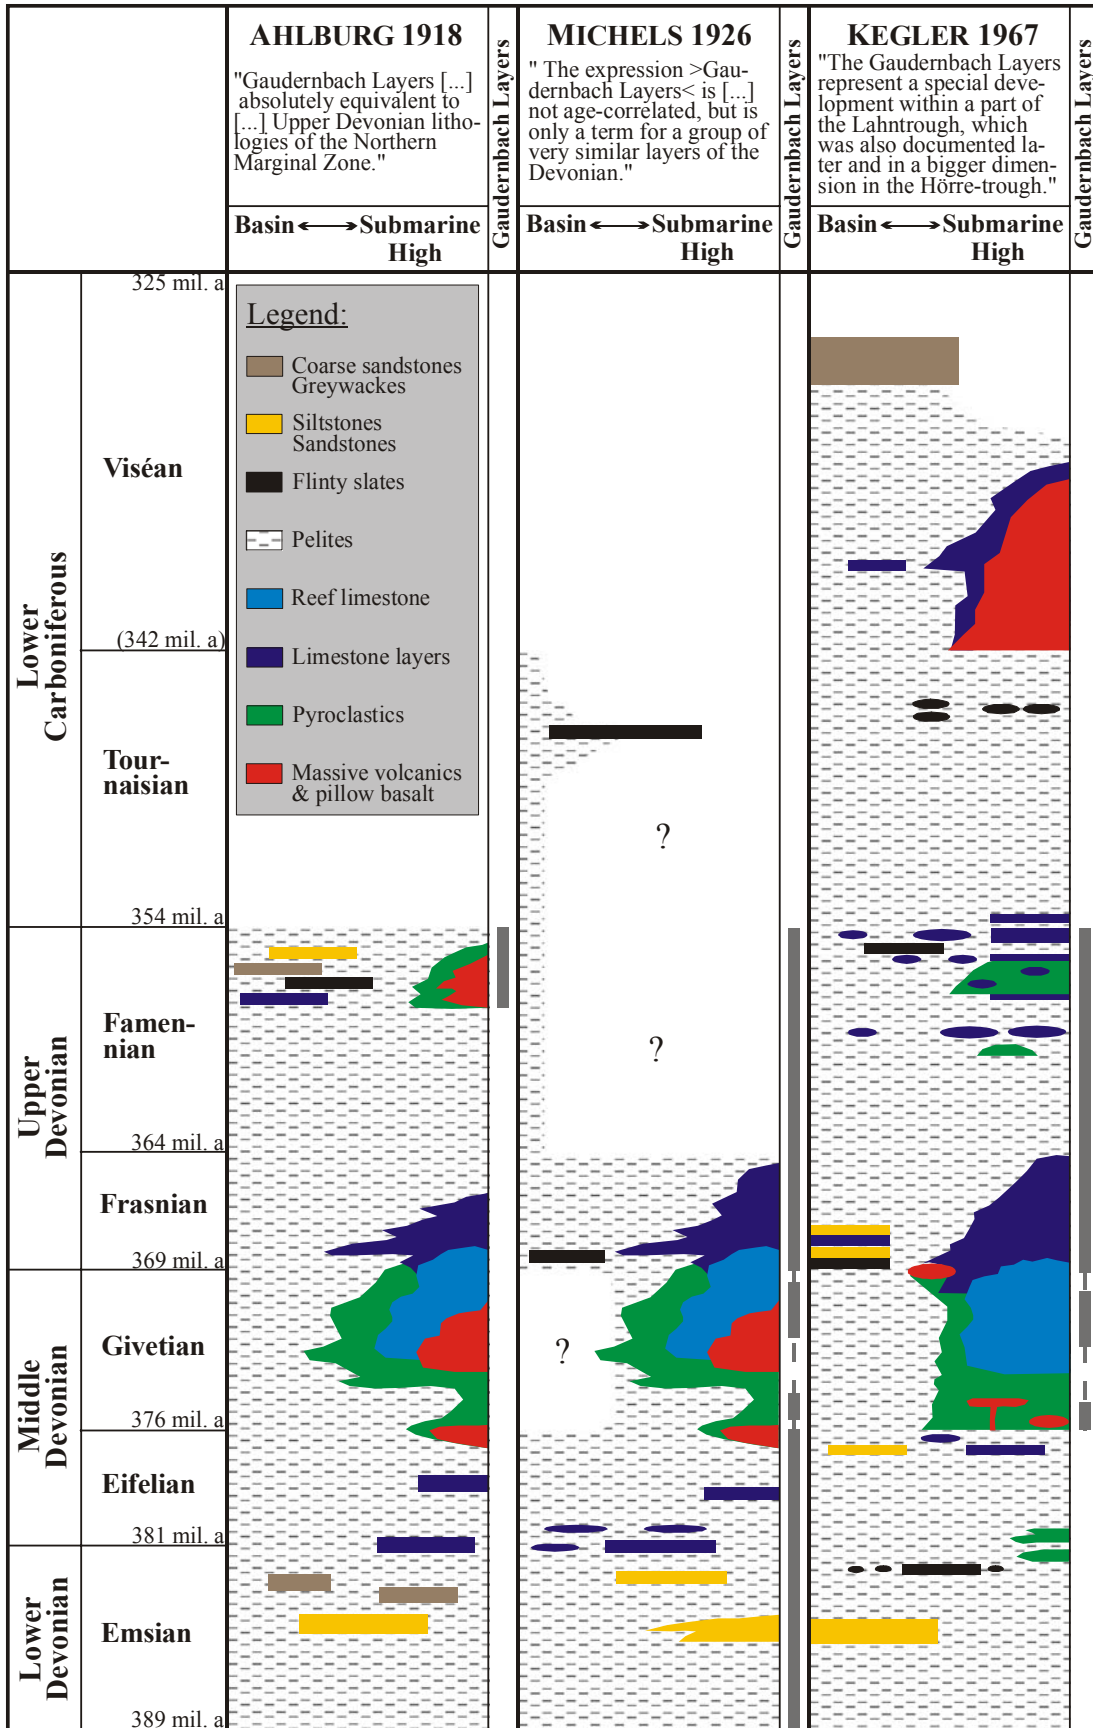 AHLBURG 1918
"Gaudernbach Layers [...]
absolutely equivalent to
[...] Upper Devonian litho-
logies of the Northern
Marginal Zone."
Basin Submarine
High
Gaudernbach Layers
MICHELS 1926
" The expression >Gau-
dernbach Layers< is [...]
not age-correlated, but is
only a term for a group of
very similar layers of the
Devonian."
Basin Submarine
High
Gaudernbach Layers
KEGLER 1967
"The Gaudernbach Layers
represent a special deve-
lopment within a part of
the Lahntrough, which
was also documented la-
ter and in a bigger dimen-
sion in the Hörre-trough."
Basin Submarine
High
Gaudernbach Layers
325 mil. a
Legend:
Coarse sandstones
Greywackes
Siltstones
Sandstones
Flinty slates
Pelites
Reef limestone
Limestone layers
Pyroclastics
Massive volcanics
& pillow basalt
Lower
Carboniferous
Viséan
(342 mil. a)
Tour-
naisian
?
354 mil. a
Upper
Devonian
Famen-
nian
?
364 mil. a
Frasnian
369 mil. a
Middle
Devonian
Givetian
?
376 mil. a
Eifelian
381 mil. a
Lower
Devonian
Emsian
389 mil. a